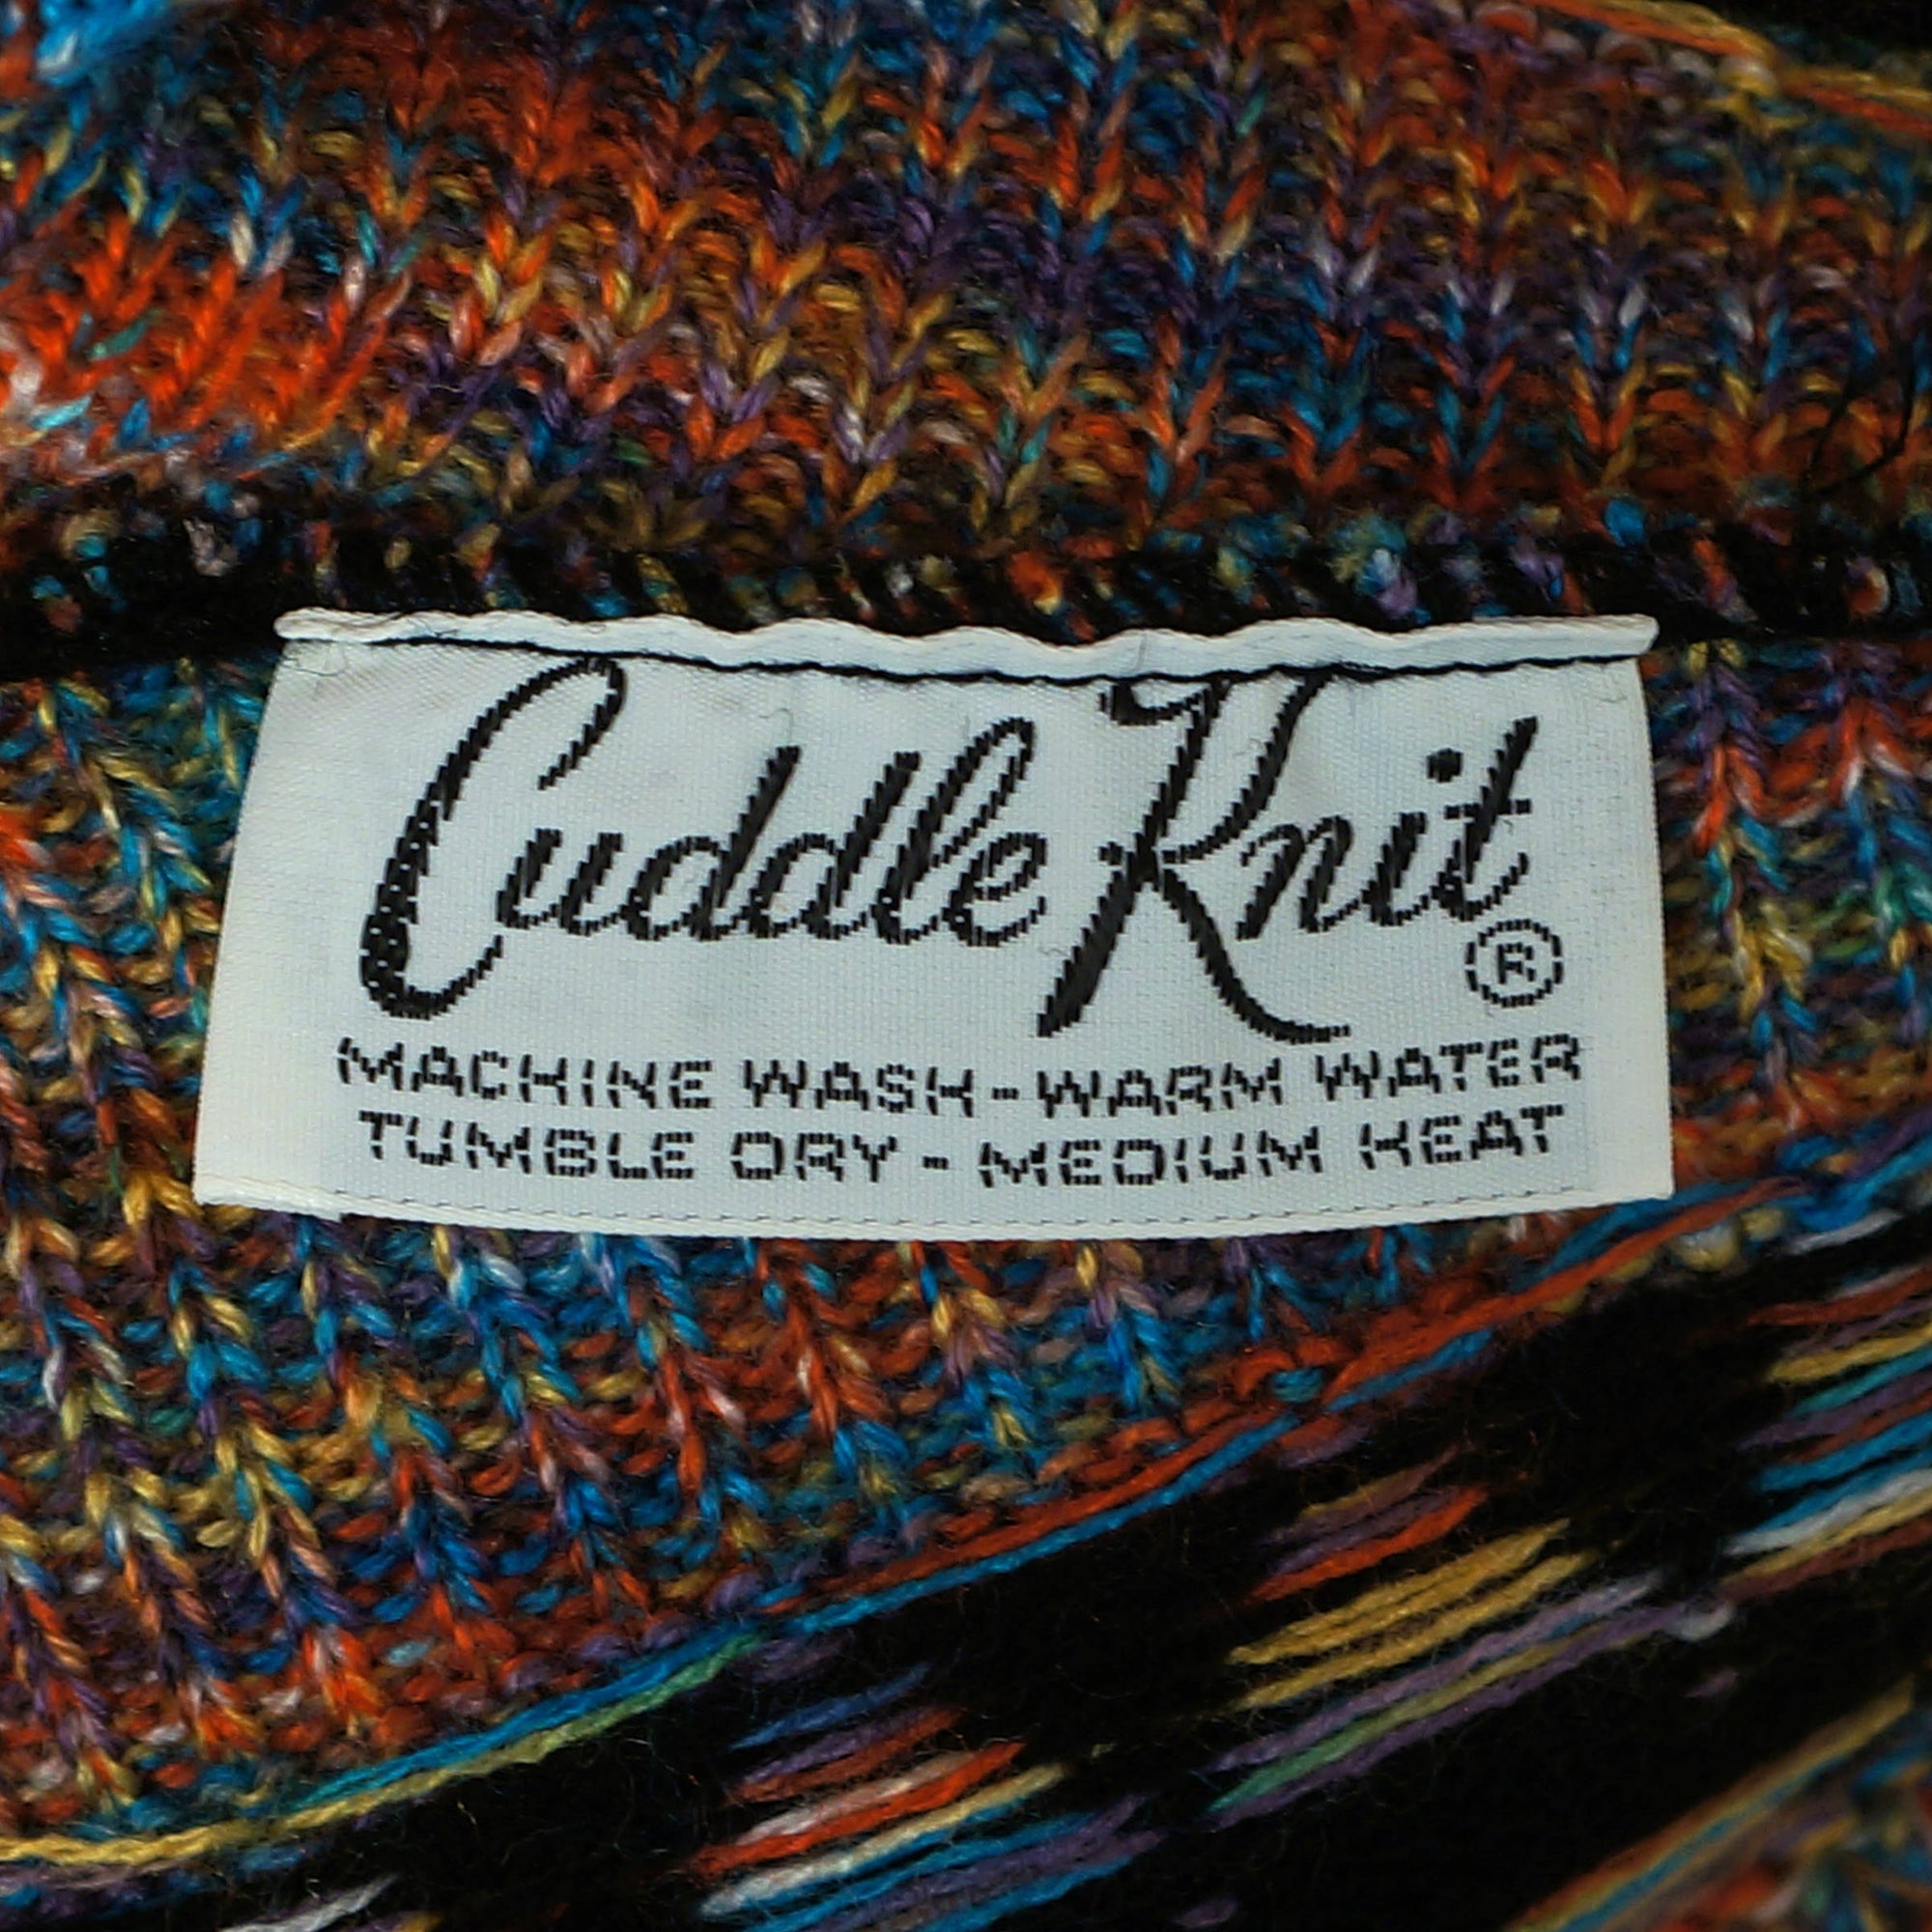 Cuddle Knit
®
MACHINE WASH-WARM WATER
TUMBLE DRY - MEDIUM HEAT